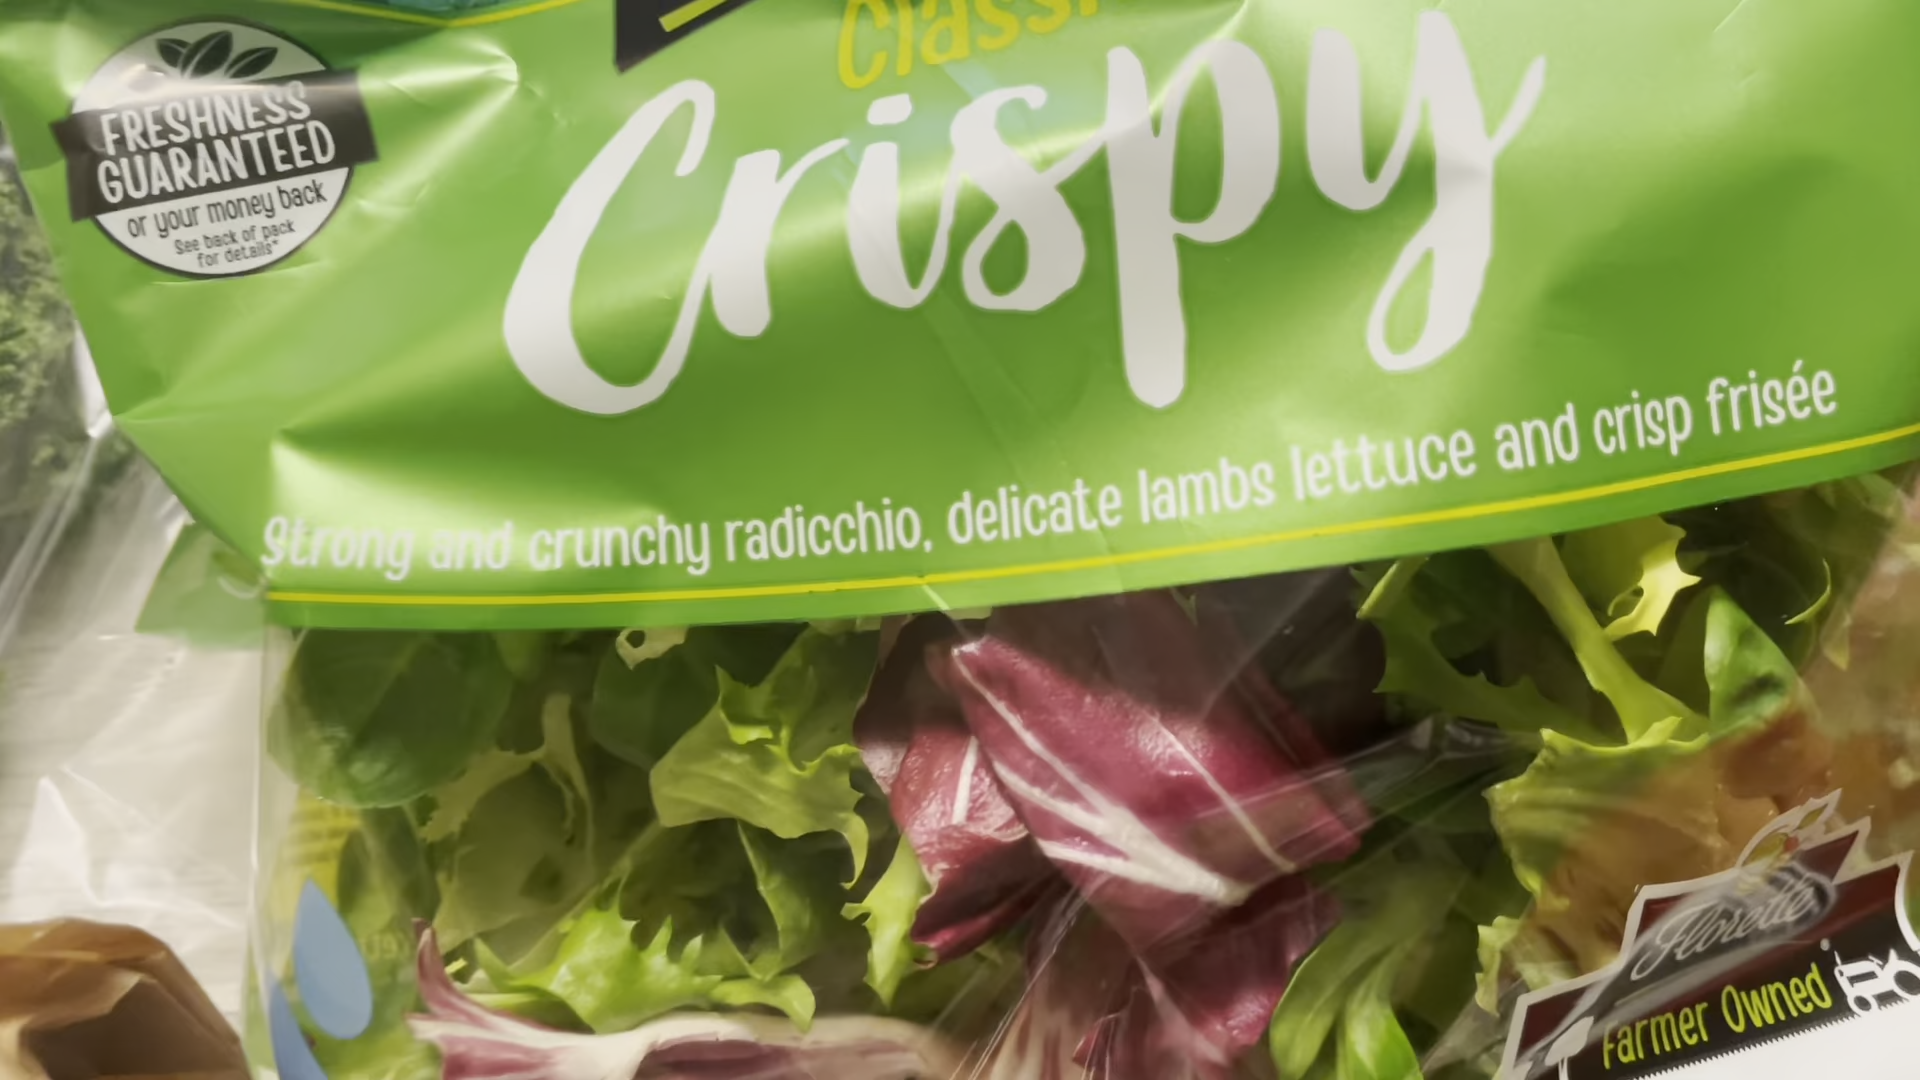 Crispy
FRESHNESS
GUARANTEED
or your money back
See back of pack
for details*
Strong and crunchy radicchio, delicate lambs lettuce and crisp frisée
Florette
Farmer Owned